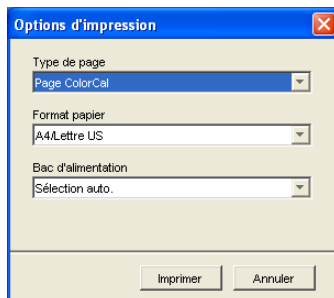 Options d'impression
Type de page
Page ColorCal
Format papier
A4/Lettre US
Bac d'alimentation
Sélection auto.
Imprimer
Annuler